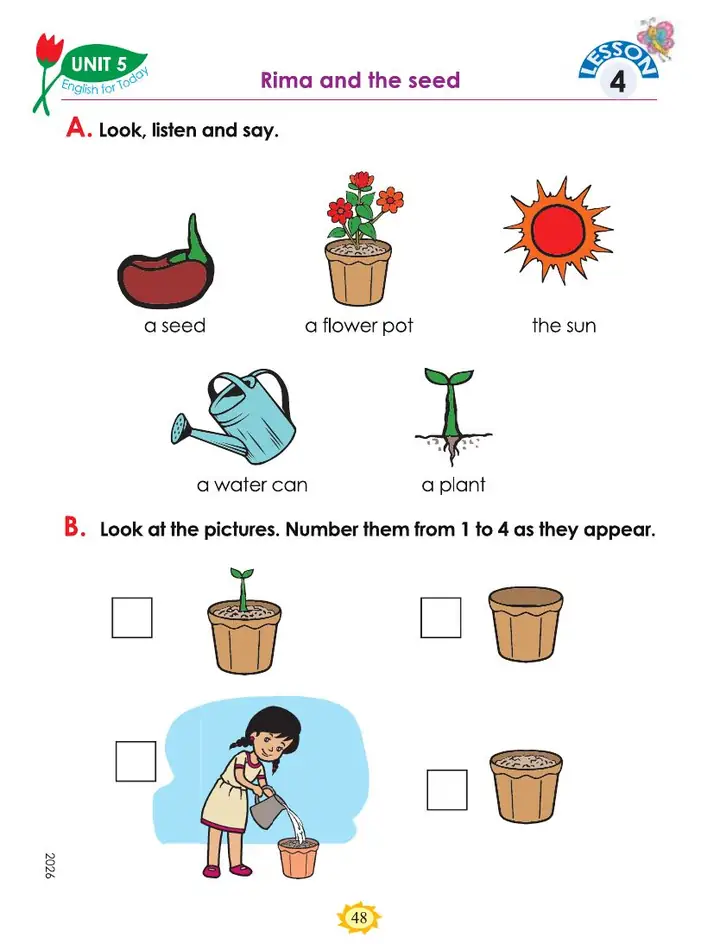 UNIT 5
English for Today
Rima and the seed
LESSON
4
A. Look, listen and say.
a seed
a flower pot
the sun
a water can
a plant
B. Look at the pictures. Number them from 1 to 4 as they appear.
2026
48